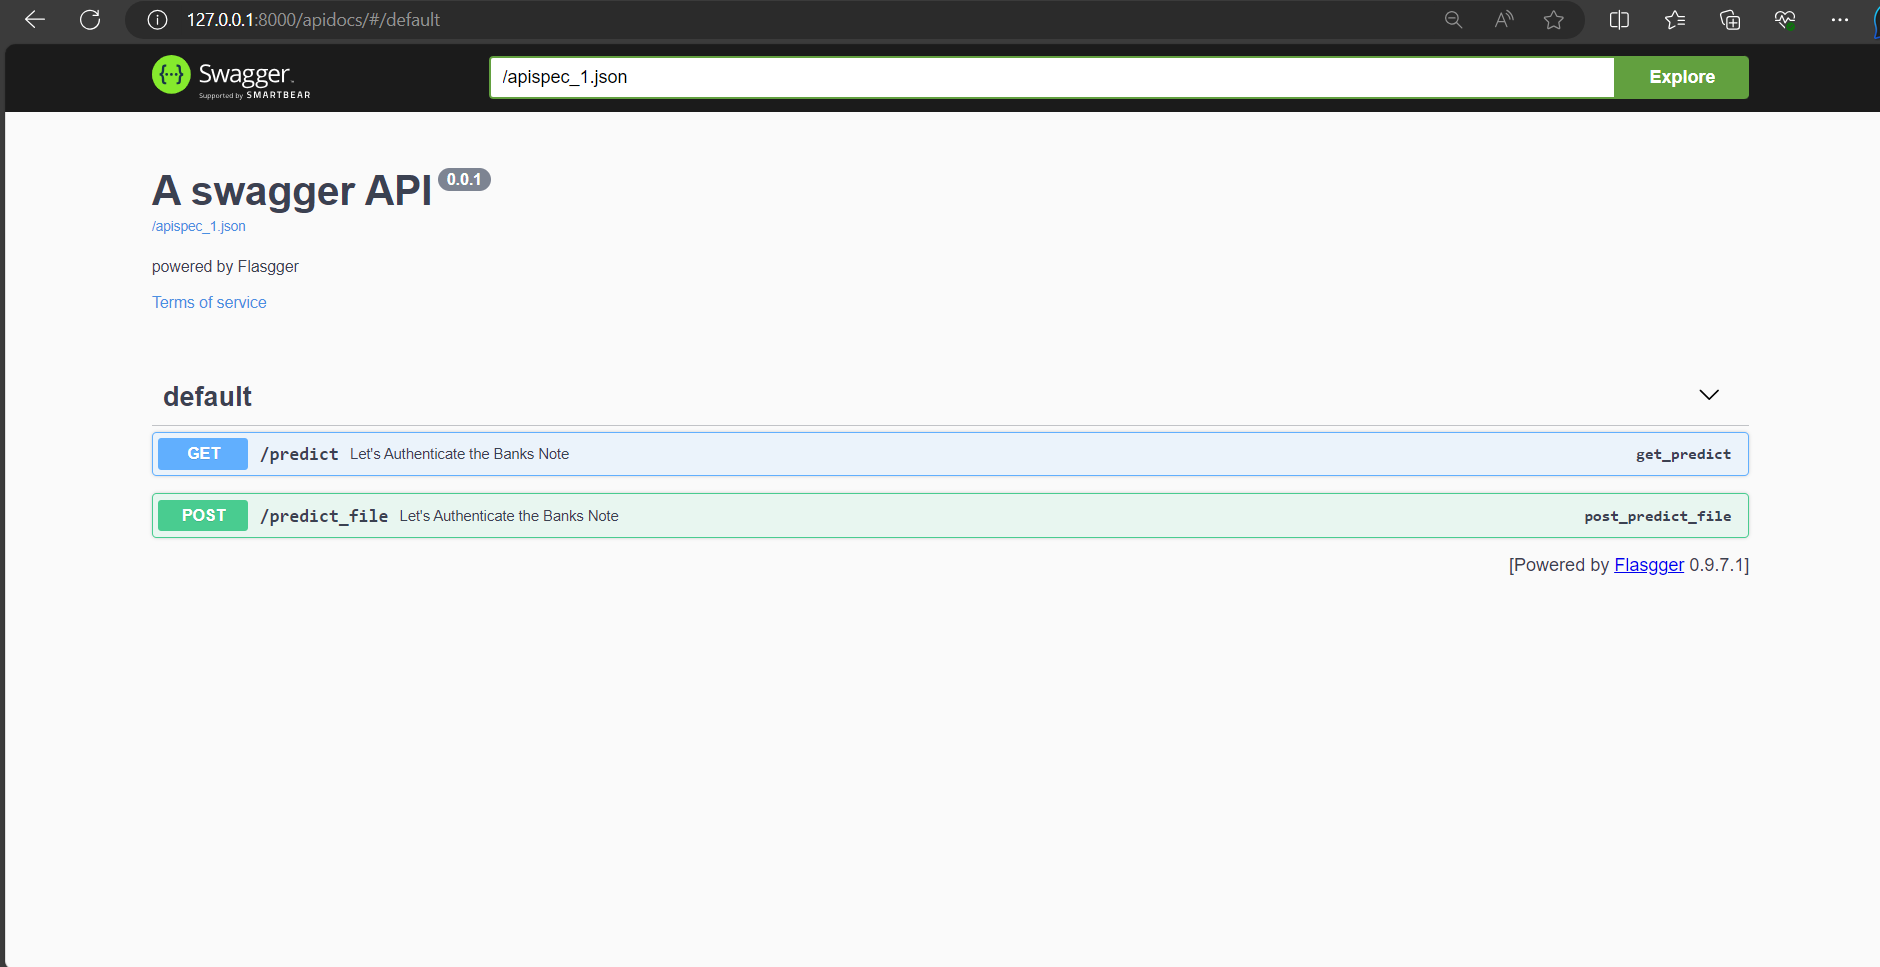 127.0.0.1:8000/apidocs/#/default
Swagger
Supported by SMARTBEAR
/apispec_1.json
Explore
A swagger API 0.0.1
/apispec_1.json
powered by Flasgger
Terms of service
default
GET /predict Let's Authenticate the Banks Note get_predict
POST /predict_file Let's Authenticate the Banks Note post_predict_file
[Powered by Flasgger 0.9.7.1]